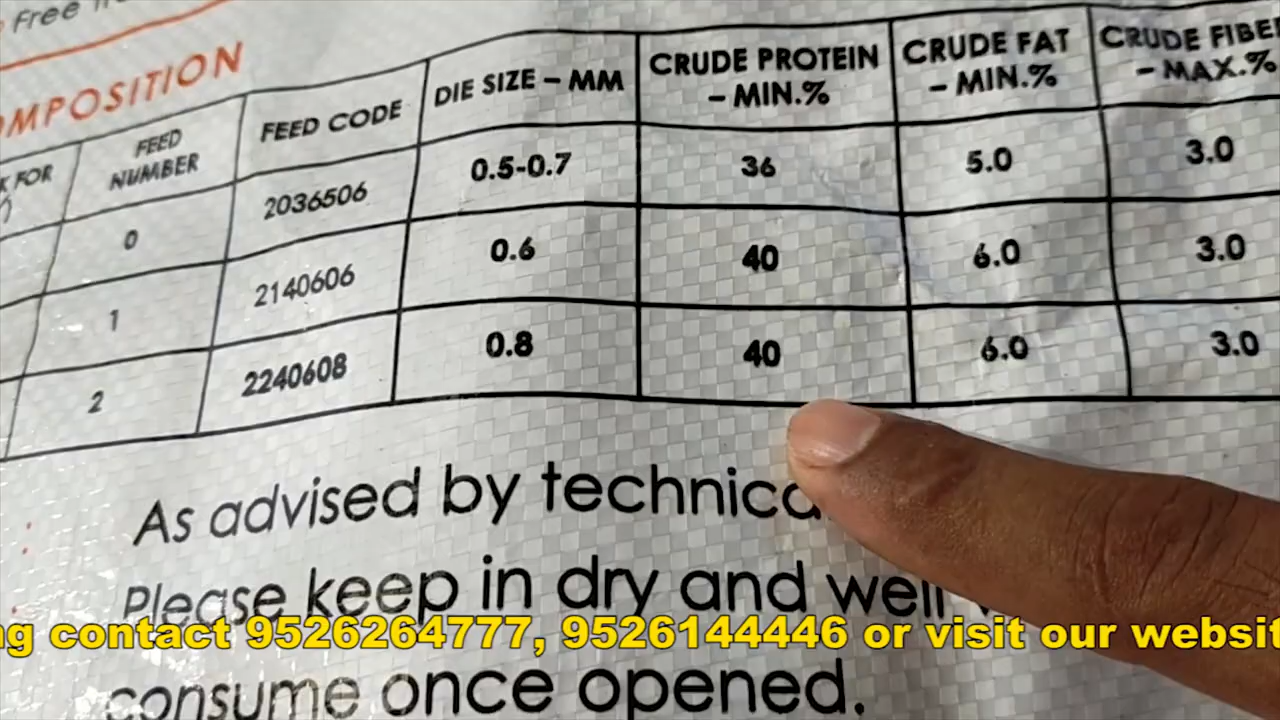 Free
COMPOSITION
FOR FEED NUMBER FEED CODE DIE SIZE – MM CRUDE PROTEIN – MIN.% CRUDE FAT – MIN.% CRUDE FIBER – MAX.%
0 2036506 0.5-0.7 36 5.0 3.0
1 2140606 0.6 40 6.0 3.0
2 2240608 0.8 40 6.0 3.0
As advised by technica
Please keep in dry and well
ng contact 9526264777, 9526144446 or visit our websit
consume once opened.